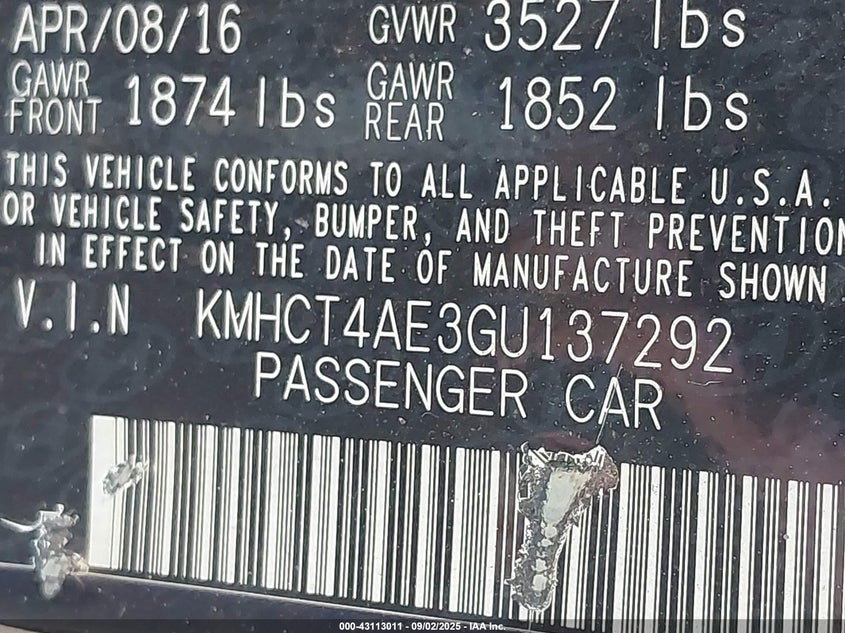 APR/08/16 GVWR 3527 lbs
GAWR FRONT 1874 lbs GAWR REAR 1852 lbs
THIS VEHICLE CONFORMS TO ALL APPLICABLE U.S.A.
OR VEHICLE SAFETY, BUMPER, AND THEFT PREVENTION
IN EFFECT ON THE DATE OF MANUFACTURE SHOWN
V.I.N KMHCT4AE3GU137292
PASSENGER CAR
000-43113011 - 09/02/2025 - IAA Inc.